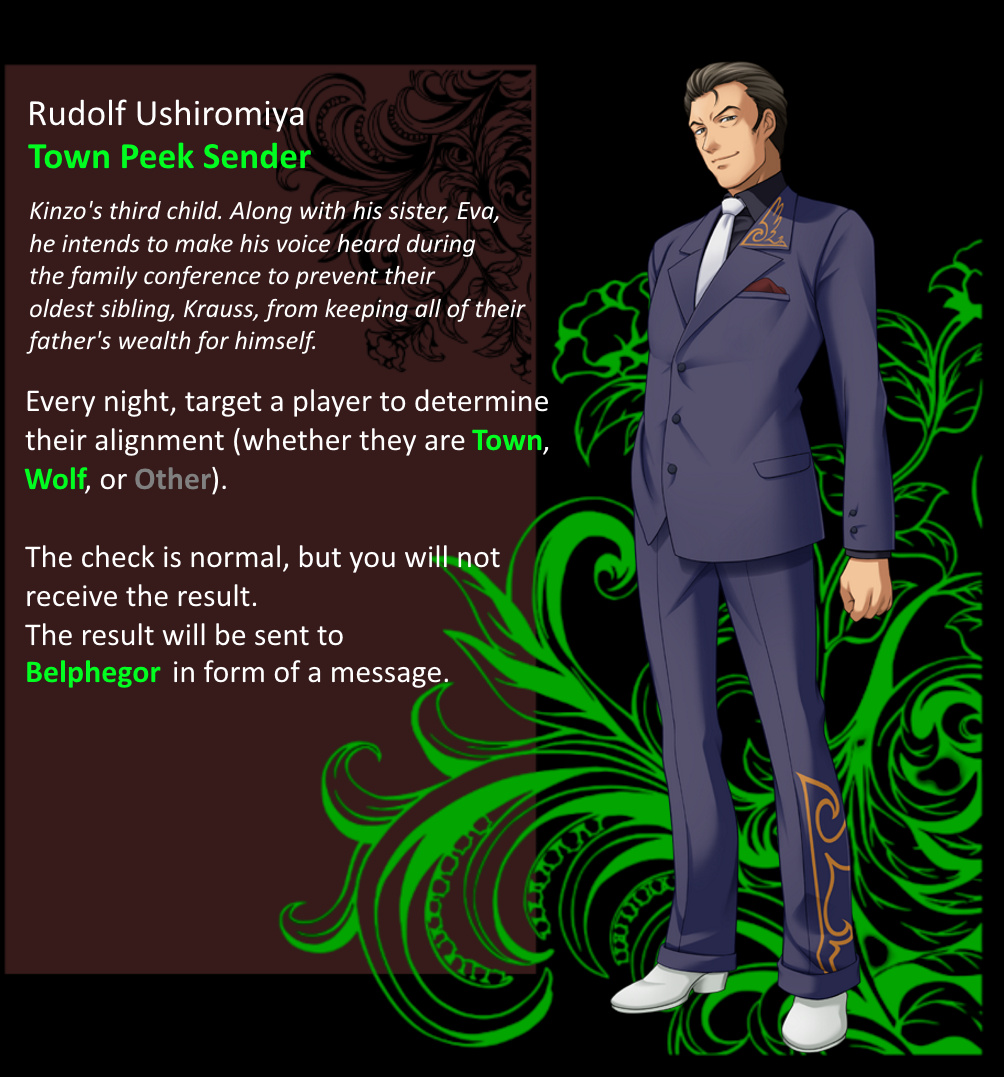 Rudolf Ushiromiya
Town Peek Sender
Kinzo's third child. Along with his sister, Eva,
he intends to make his voice heard during
the family conference to prevent their
oldest sibling, Krauss, from keeping all of their
father's wealth for himself.
Every night, target a player to determine
their alignment (whether they are Town,
Wolf, or Other).
The check is normal, but you will not
receive the result.
The result will be sent to
Belphegor in form of a message.